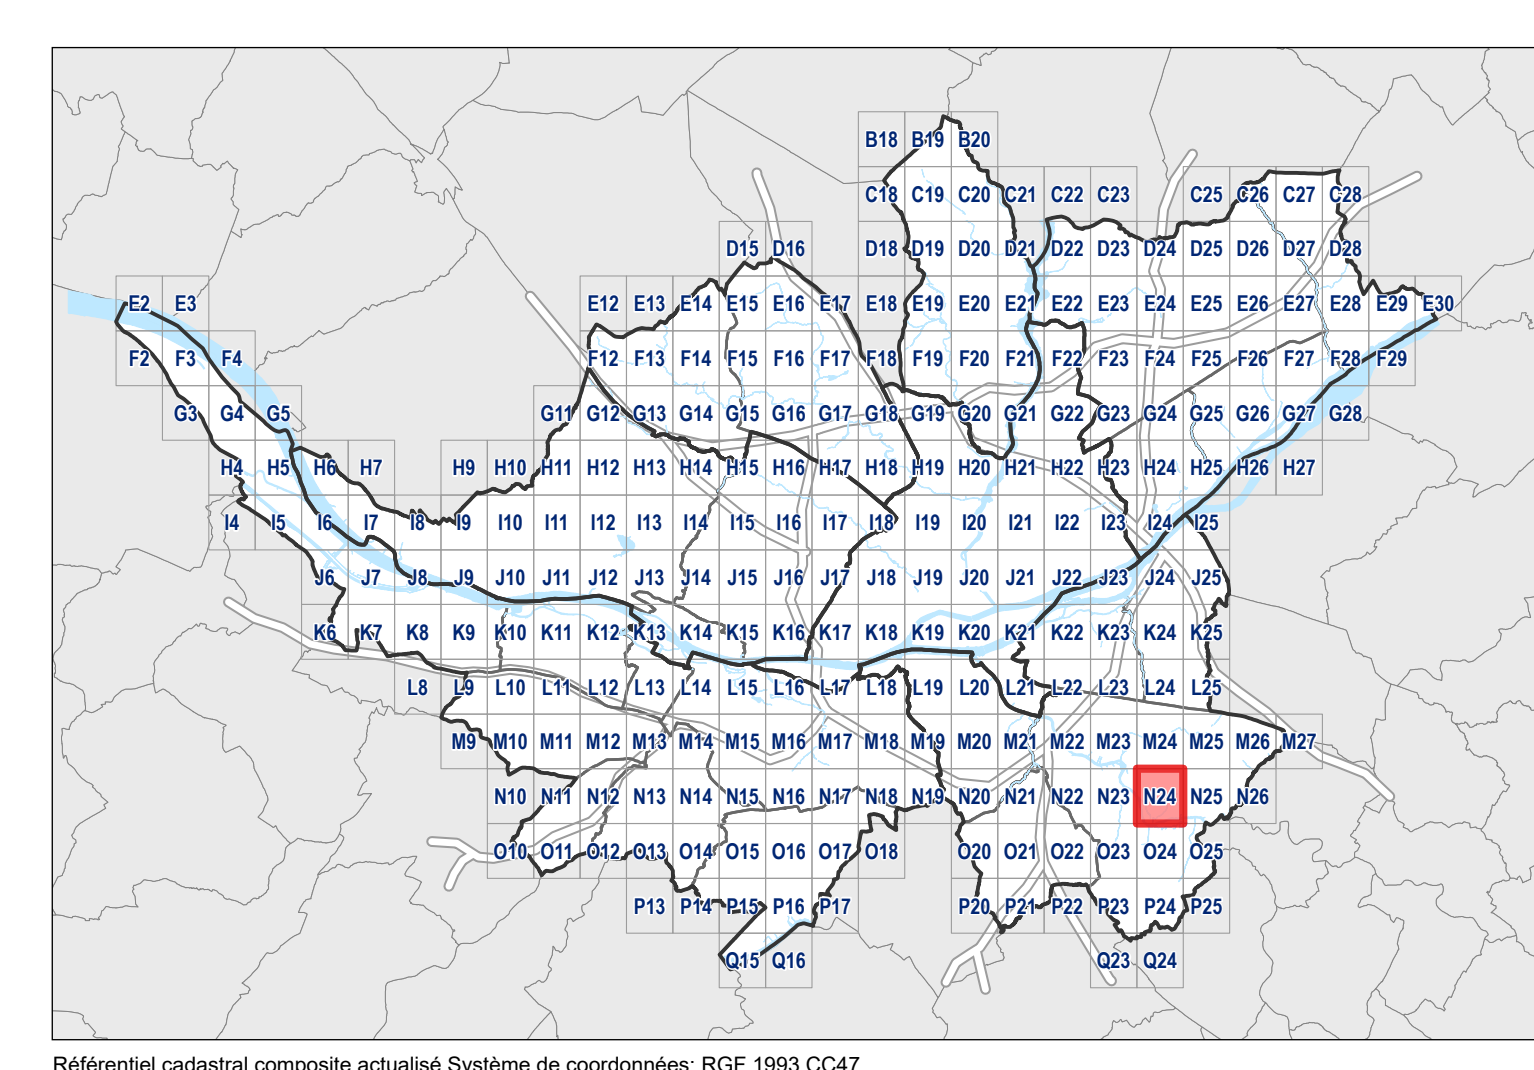 B18 B19 B20
C18 C19 C20 C21 C22 C23 C25 C26 C27 C28
D15 D16 D18 D19 D20 D21 D22 D23 D24 D25 D26 D27 D28
E2 E3 E12 E13 E14 E15 E16 E17 E18 E19 E20 E21 E22 E23 E24 E25 E26 E27 E28 E29 E30
F2 F3 F4 F12 F13 F14 F15 F16 F17 F18 F19 F20 F21 F22 F23 F24 F25 F26 F27 F28 F29
G3 G4 G5 G11 G12 G13 G14 G15 G16 G17 G18 G19 G20 G21 G22 G23 G24 G25 G26 G27 G28
H4 H5 H6 H7 H9 H10 H11 H12 H13 H14 H15 H16 H17 H18 H19 H20 H21 H22 H23 H24 H25 H26 H27
I4 I5 I6 I7 I8 I9 I10 I11 I12 I13 I14 I15 I16 I17 I18 I19 I20 I21 I22 I23 I24 I25
J6 J7 J8 J9 J10 J11 J12 J13 J14 J15 J16 J17 J18 J19 J20 J21 J22 J23 J24 J25
K6 K7 K8 K9 K10 K11 K12 K13 K14 K15 K16 K17 K18 K19 K20 K21 K22 K23 K24 K25
L8 L9 L10 L11 L12 L13 L14 L15 L16 L17 L18 L19 L20 L21 L22 L23 L24 L25
M9 M10 M11 M12 M13 M14 M15 M16 M17 M18 M19 M20 M21 M22 M23 M24 M25 M26 M27
N10 N11 N12 N13 N14 N15 N16 N17 N18 N19 N20 N21 N22 N23 N24 N25 N26
O10 O11 O12 O13 O14 O15 O16 O17 O18 O20 O21 O22 O23 O24 O25
P13 P14 P15 P16 P17 P20 P21 P22 P23 P24 P25
Q15 Q16 Q23 Q24
Référentiel cadastral composite actualisé Système de coordonnées: RGF 1993 CC47